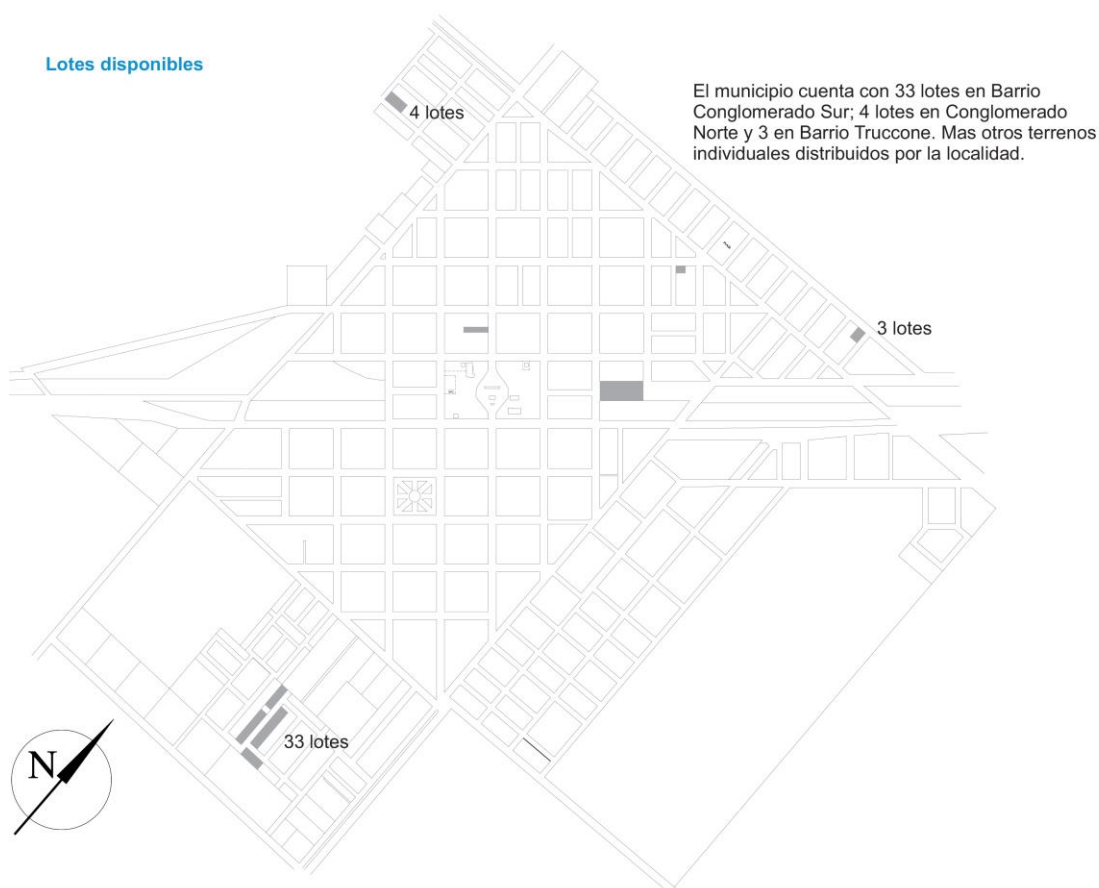 Lotes disponibles
El municipio cuenta con 33 lotes en Barrio
Conglomerado Sur; 4 lotes en Conglomerado
Norte y 3 en Barrio Truccone. Mas otros terrenos
individuales distribuidos por la localidad.
4 lotes
3 lotes
33 lotes
N